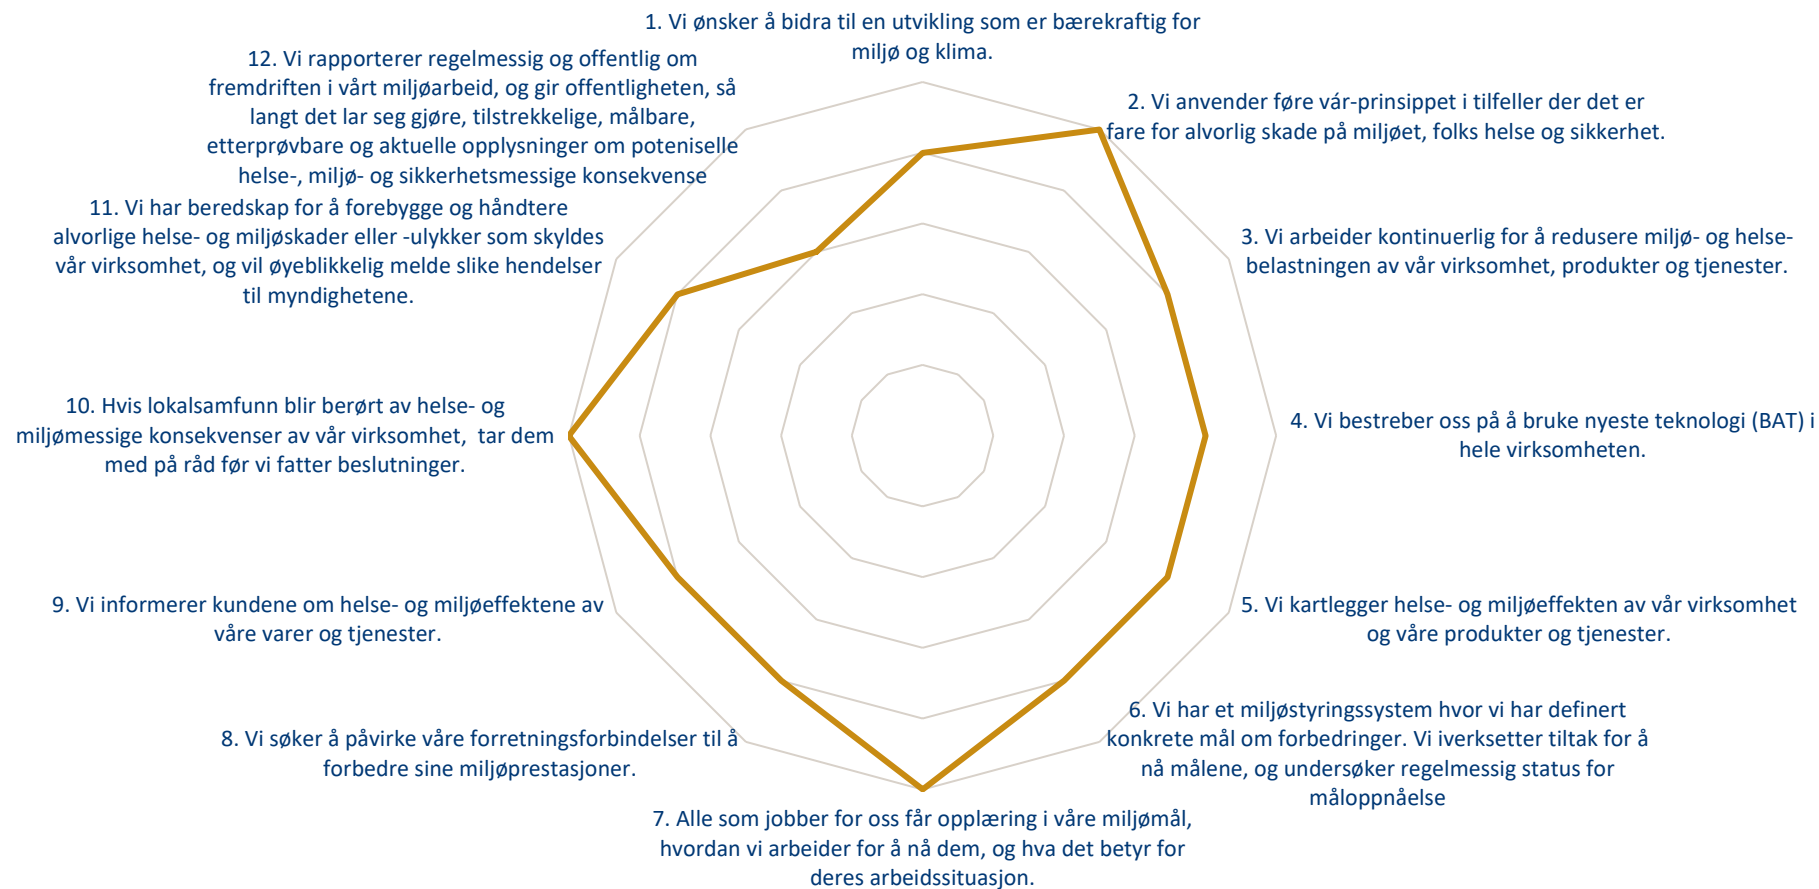 1. Vi ønsker å bidra til en utvikling som er bærekraftig for
miljø og klima.
2. Vi anvender føre vár-prinsippet i tilfeller der det er
fare for alvorlig skade på miljøet, folks helse og sikkerhet.
3. Vi arbeider kontinuerlig for å redusere miljø- og helse-
belastningen av vår virksomhet, produkter og tjenester.
4. Vi bestreber oss på å bruke nyeste teknologi (BAT) i
hele virksomheten.
5. Vi kartlegger helse- og miljøeffekten av vår virksomhet
og våre produkter og tjenester.
6. Vi har et miljøstyringssystem hvor vi har definert
konkrete mål om forbedringer. Vi iverksetter tiltak for å
nå målene, og undersøker regelmessig status for
måloppnåelse
7. Alle som jobber for oss får opplæring i våre miljømål,
hvordan vi arbeider for å nå dem, og hva det betyr for
deres arbeidssituasjon.
8. Vi søker å påvirke våre forretningsforbindelser til å
forbedre sine miljøprestasjoner.
9. Vi informerer kundene om helse- og miljøeffektene av
våre varer og tjenester.
10. Hvis lokalsamfunn blir berørt av helse- og
miljømessige konsekvenser av vår virksomhet,  tar dem
med på råd før vi fatter beslutninger.
11. Vi har beredskap for å forebygge og håndtere
alvorlige helse- og miljøskader eller -ulykker som skyldes
vår virksomhet, og vil øyeblikkelig melde slike hendelser
til myndighetene.
12. Vi rapporterer regelmessig og offentlig om
fremdriften i vårt miljøarbeid, og gir offentligheten, så
langt det lar seg gjøre, tilstrekkelige, målbare,
etterprøvbare og aktuelle opplysninger om poteniselle
helse-, miljø- og sikkerhetsmessige konsekvense